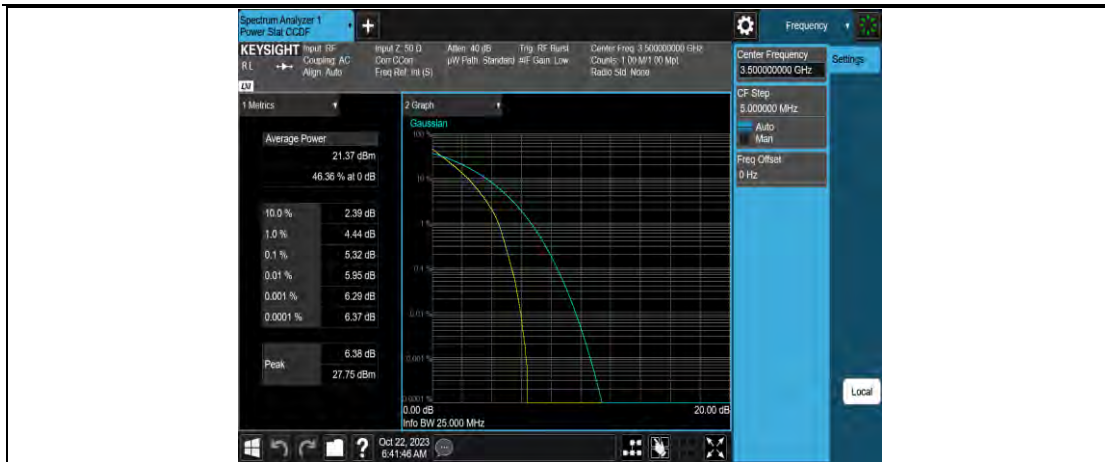 Spectrum Analyzer 1
Power Stat CCDF
+
Frequency
KEYSIGHT
RL
Input: RF
Coupling: AC
Align: Auto
Input Z: 50 Ω
Corr CCorr
Freq Ref: Int (S)
Atten: 40 dB
µW Path: Standard
Trig: RF Burst
#IF Gain: Low
Center Freq: 3.500000000 GHz
Counts: 1.00 M/1.00 Mpt
Radio Std: None
LM
1 Metrics
Average Power
21.37 dBm
46.36 % at 0 dB
10.0 % 2.39 dB
1.0 % 4.44 dB
0.1 % 5.32 dB
0.01 % 5.95 dB
0.001 % 6.29 dB
0.0001 % 6.37 dB
Peak
6.38 dB
27.75 dBm
2 Graph
Gaussian
100 %
10 %
1 %
0.1 %
0.01 %
0.001 %
0.0001 %
0.00 dB 20.00 dB
Info BW 25.000 MHz
Center Frequency
3.500000000 GHz
Settings
CF Step
5.000000 MHz
Auto
Man
Freq Offset
0 Hz
Local
?
Oct 22, 2023
6:41:46 AM